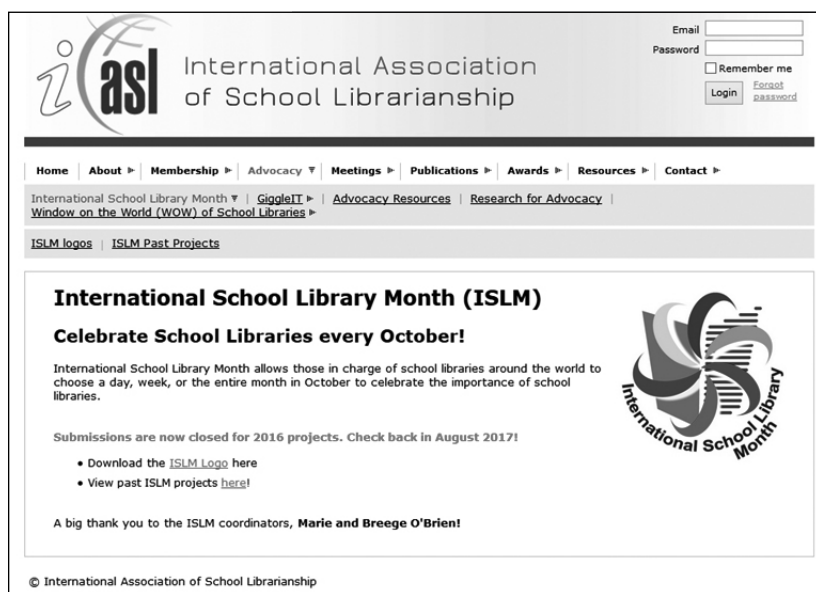 iasl
International Association
of School Librarianship
Email
Password
Remember me
Login
Forgot
password
Home About Membership Advocacy Meetings Publications Awards Resources Contact
International School Library Month | GiggleIT | Advocacy Resources | Research for Advocacy |
Window on the World (WOW) of School Libraries
ISLM logos | ISLM Past Projects
International School Library Month (ISLM)
Celebrate School Libraries every October!
International School Library Month allows those in charge of school libraries around the world to
choose a day, week, or the entire month in October to celebrate the importance of school
libraries.
Submissions are now closed for 2016 projects. Check back in August 2017!
• Download the ISLM Logo here
• View past ISLM projects here!
A big thank you to the ISLM coordinators, Marie and Breege O'Brien!
International School Library
Month
© International Association of School Librarianship